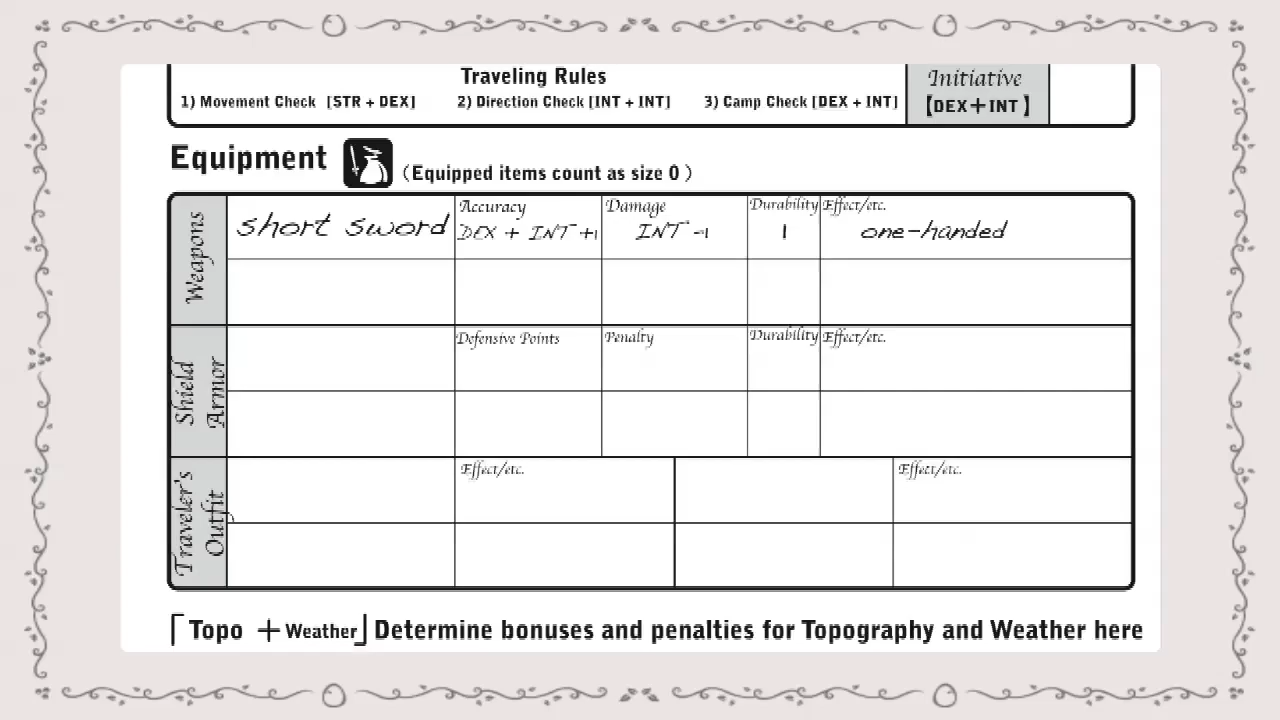 Traveling Rules
1) Movement Check [STR + DEX] 2) Direction Check [INT + INT] 3) Camp Check [DEX + INT]
Initiative
[DEX+INT]
Equipment (Equipped items count as size 0)
Weapons
short sword
Accuracy
DEX + INT +1
Damage
INT -1
Durability
1
Effect/etc.
one-handed
Shield
Armor
Defensive Points
Penalty
Durability
Effect/etc.
Traveler's
Outfit
Effect/etc.
Effect/etc.
「Topo + Weather」 Determine bonuses and penalties for Topography and Weather here